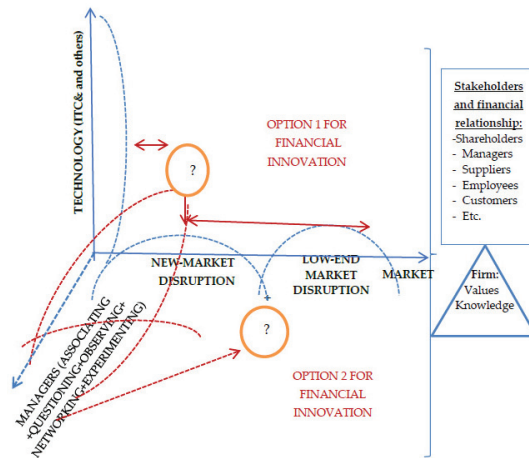 TECHNOLOGY (ITC& and others)
OPTION 1 FOR
FINANCIAL
INNOVATION
?
NEW-MARKET
DISRUPTION
LOW-END
MARKET
DISRUPTION
MARKET
?
OPTION 2 FOR
FINANCIAL
INNOVATION
MANAGERS (ASSOCIATING
+QUESTIONING+OBSERVING+
NETWORKING+EXPERIMENTING)
Stakeholders
and financial
relationship:
-Shareholders
- Managers
- Suppliers
- Employees
- Customers
- Etc.
Firm:
Values
Knowledge